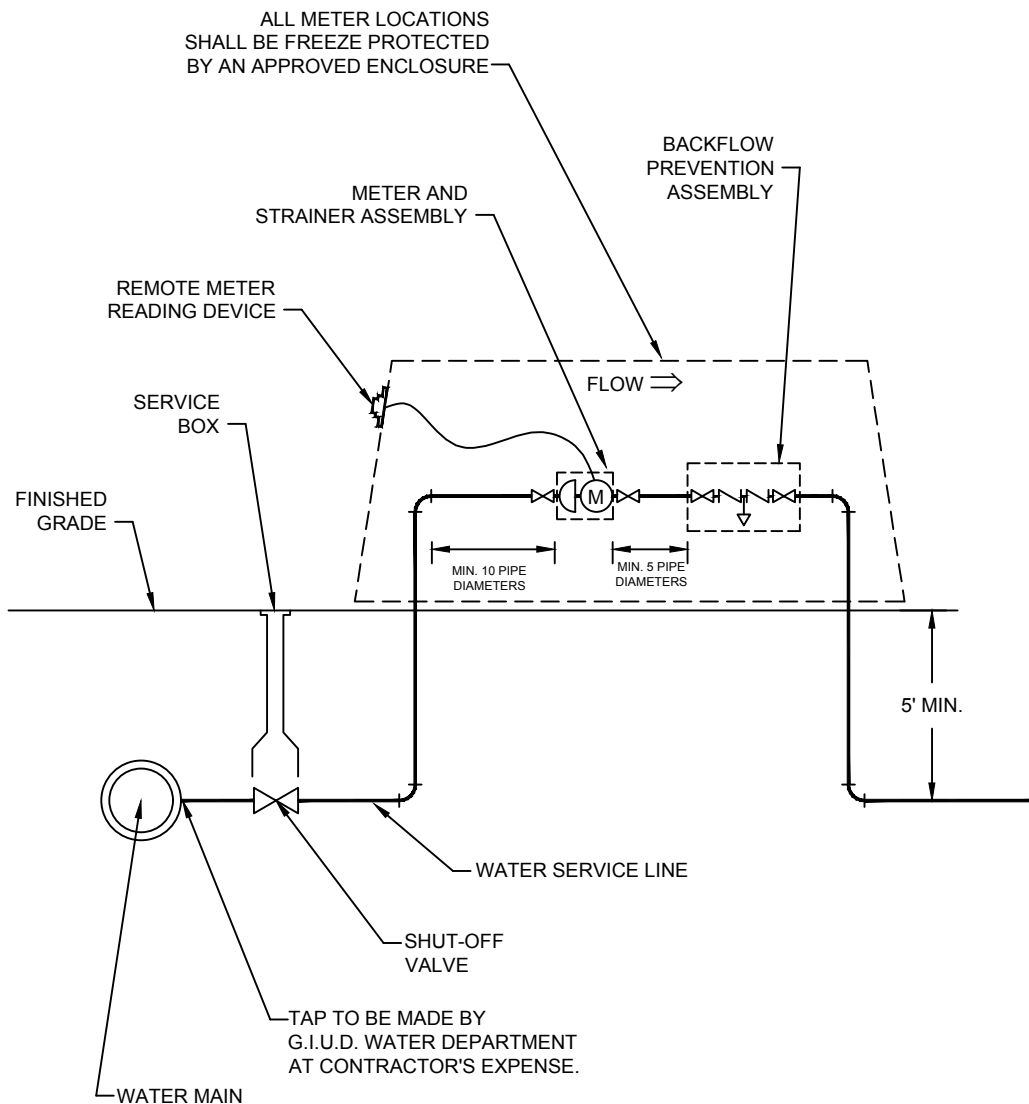 ALL METER LOCATIONS
SHALL BE FREEZE PROTECTED
BY AN APPROVED ENCLOSURE
BACKFLOW
PREVENTION
ASSEMBLY
METER AND
STRAINER ASSEMBLY
REMOTE METER
READING DEVICE
FLOW
SERVICE
BOX
M
FINISHED
GRADE
MIN. 10 PIPE
DIAMETERS
MIN. 5 PIPE
DIAMETERS
5' MIN.
WATER SERVICE LINE
SHUT-OFF
VALVE
TAP TO BE MADE BY
G.I.U.D. WATER DEPARTMENT
AT CONTRACTOR'S EXPENSE.
WATER MAIN